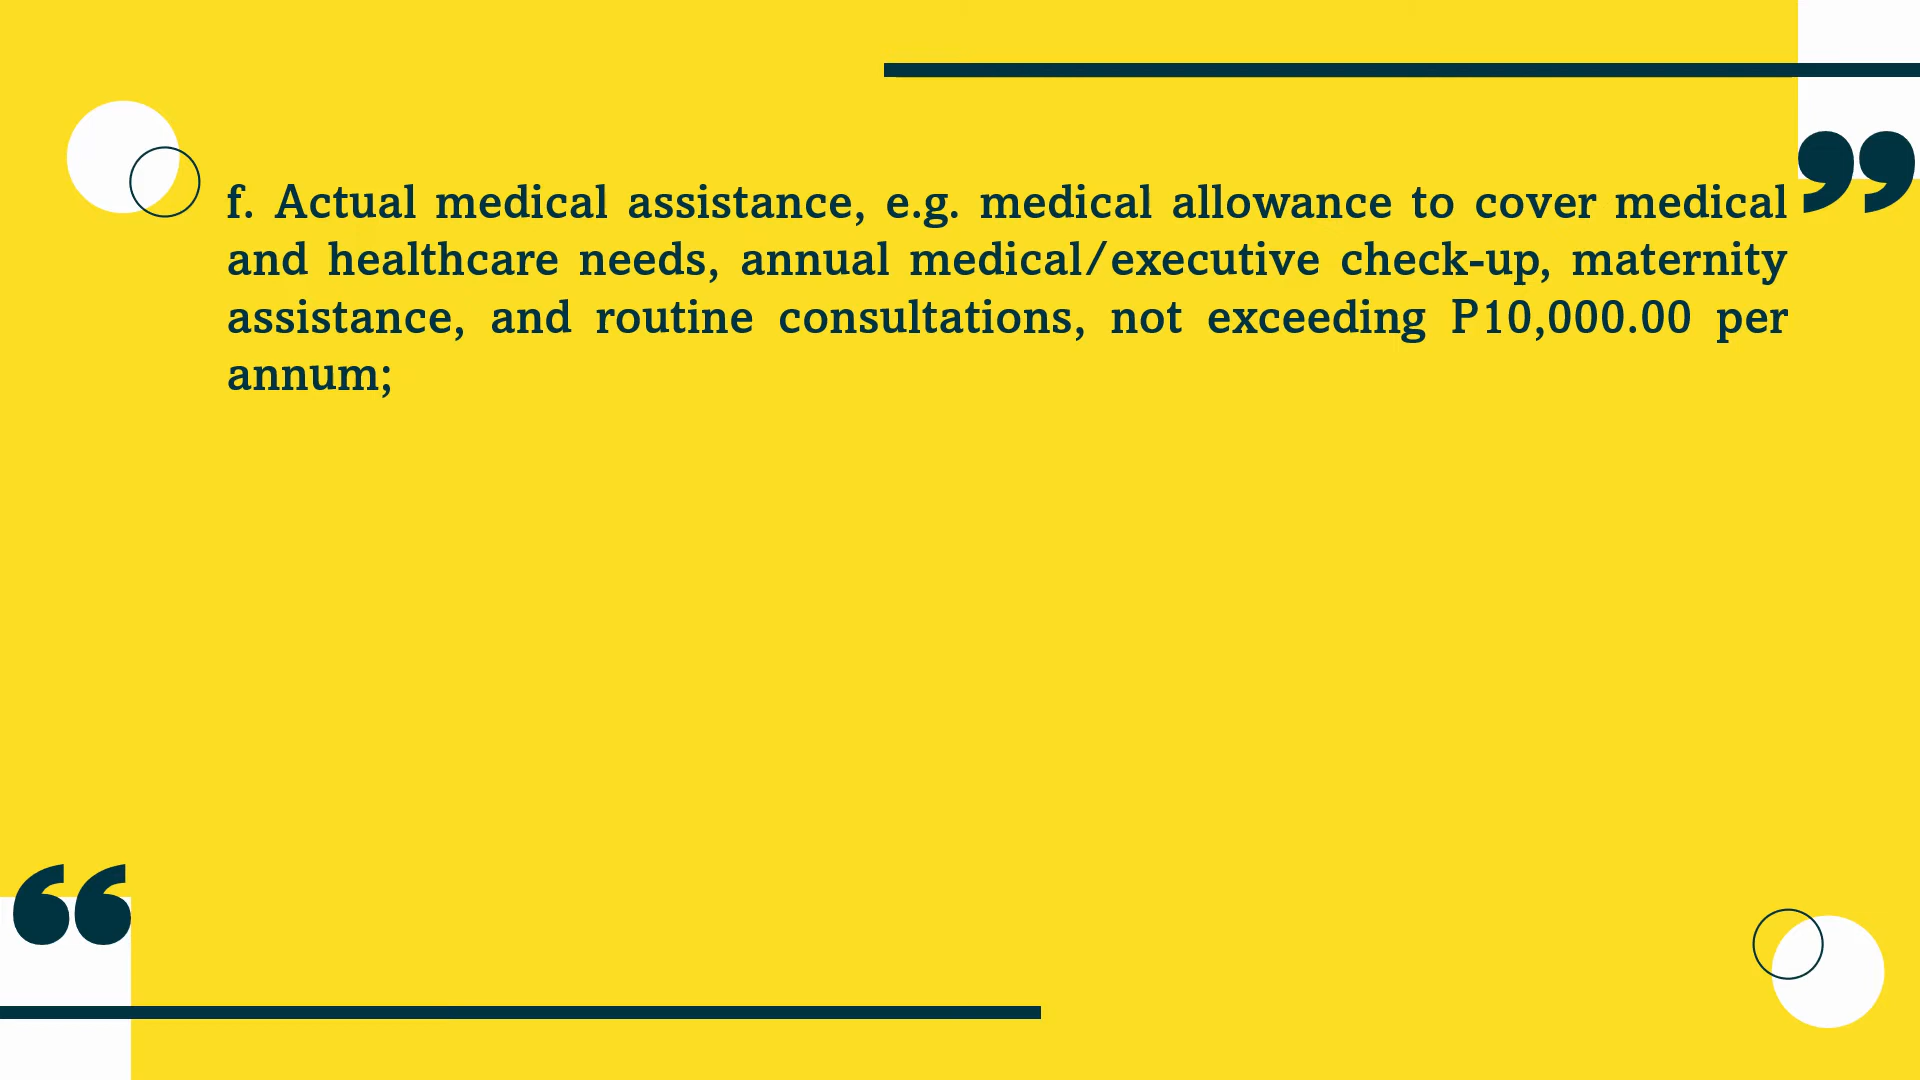 f. Actual medical assistance, e.g. medical allowance to cover medical
and healthcare needs, annual medical/executive check-up, maternity
assistance, and routine consultations, not exceeding P10,000.00 per
annum;